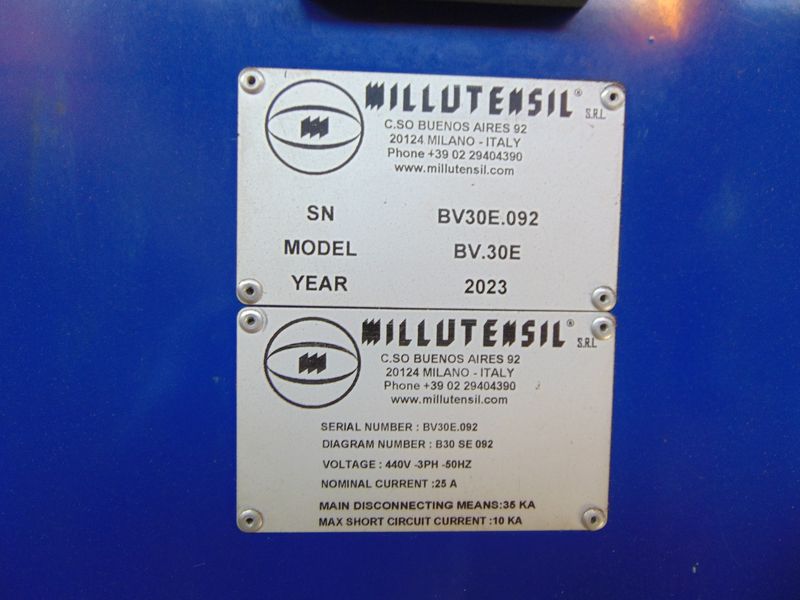 MILLUTENSIL® S.R.L.
C.SO BUENOS AIRES 92
20124 MILANO - ITALY
Phone +39 02 29404390
www.millutensil.com
SN BV30E.092
MODEL BV.30E
YEAR 2023
MILLUTENSIL® S.R.L.
C.SO BUENOS AIRES 92
20124 MILANO - ITALY
Phone +39 02 29404390
www.millutensil.com
SERIAL NUMBER : BV30E.092
DIAGRAM NUMBER : B30 SE 092
VOLTAGE : 440V -3PH -50HZ
NOMINAL CURRENT :25 A
MAIN DISCONNECTING MEANS:35 KA
MAX SHORT CIRCUIT CURRENT :10 KA